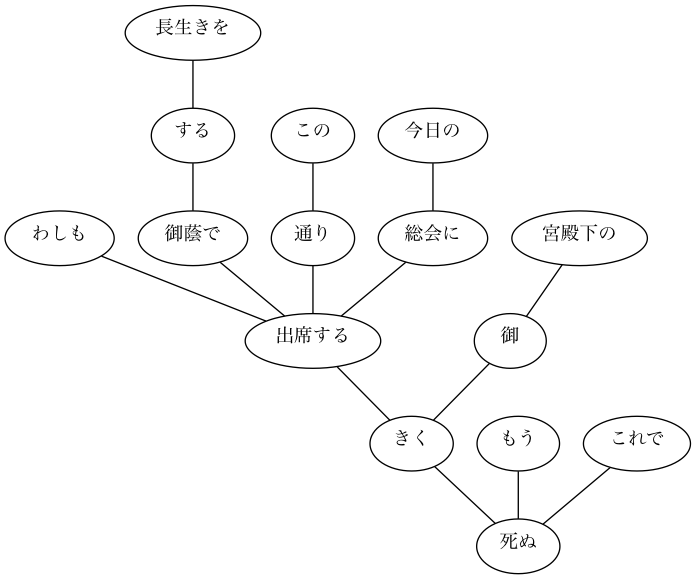 長生きを
する
この
今日の
わしも
御蔭で
通り
総会に
宮殿下の
出席する
御
きく
もう
これで
死ぬ